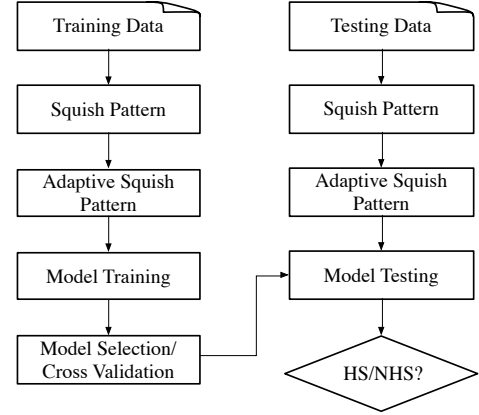 Training Data
Squish Pattern
Adaptive Squish
Pattern
Model Training
Model Selection/
Cross Validation
Testing Data
Squish Pattern
Adaptive Squish
Pattern
Model Testing
HS/NHS?